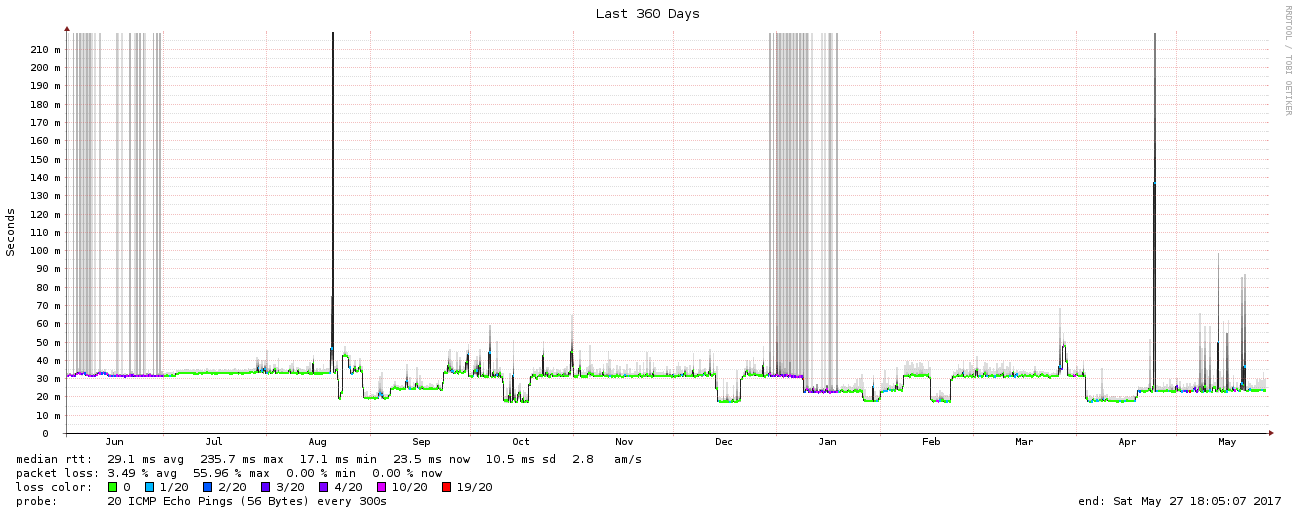 Last 360 Days
RRDTOOL / TOBI OETIKER
Seconds
210 m
200 m
190 m
180 m
170 m
160 m
150 m
140 m
130 m
120 m
110 m
100 m
90 m
80 m
70 m
60 m
50 m
40 m
30 m
20 m
10 m
0
Jun Jul Aug Sep Oct Nov Dec Jan Feb Mar Apr May
median rtt: 29.1 ms avg 235.7 ms max 17.1 ms min 23.5 ms now 10.5 ms sd 2.8 am/s
packet loss: 3.49 % avg 55.96 % max 0.00 % min 0.00 % now
loss color: 0 1/20 2/20 3/20 4/20 10/20 19/20
probe: 20 ICMP Echo Pings (56 Bytes) every 300s end: Sat May 27 18:05:07 2017